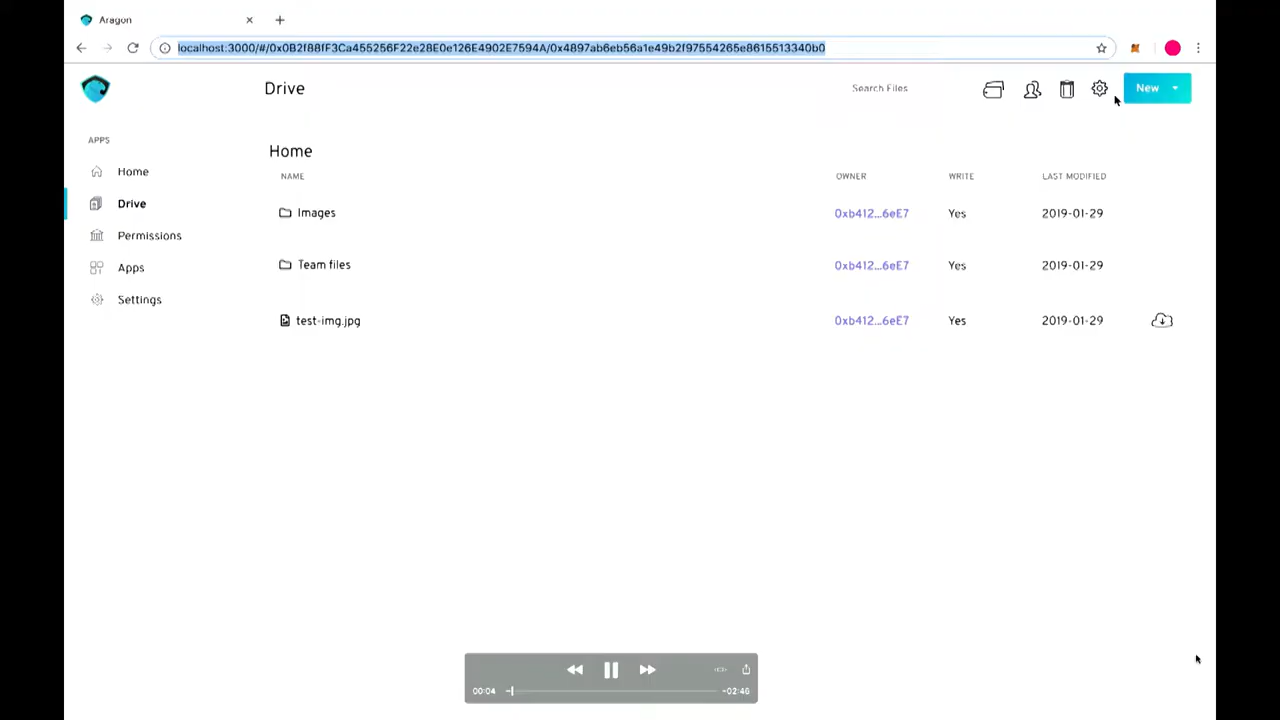 Aragon
localhost:3000/#/0x0B2f88fF3Ca455256F22e28E0e126E4902E7594A/0x4897ab6eb56a1e49b2f97554265e8615513340b0
Drive
Search Files
New
APPS
Home
Drive
Permissions
Apps
Settings
Home
NAME OWNER WRITE LAST MODIFIED
Images 0xb412...6eE7 Yes 2019-01-29
Team files 0xb412...6eE7 Yes 2019-01-29
test-img.jpg 0xb412...6eE7 Yes 2019-01-29
00:04 -02:46